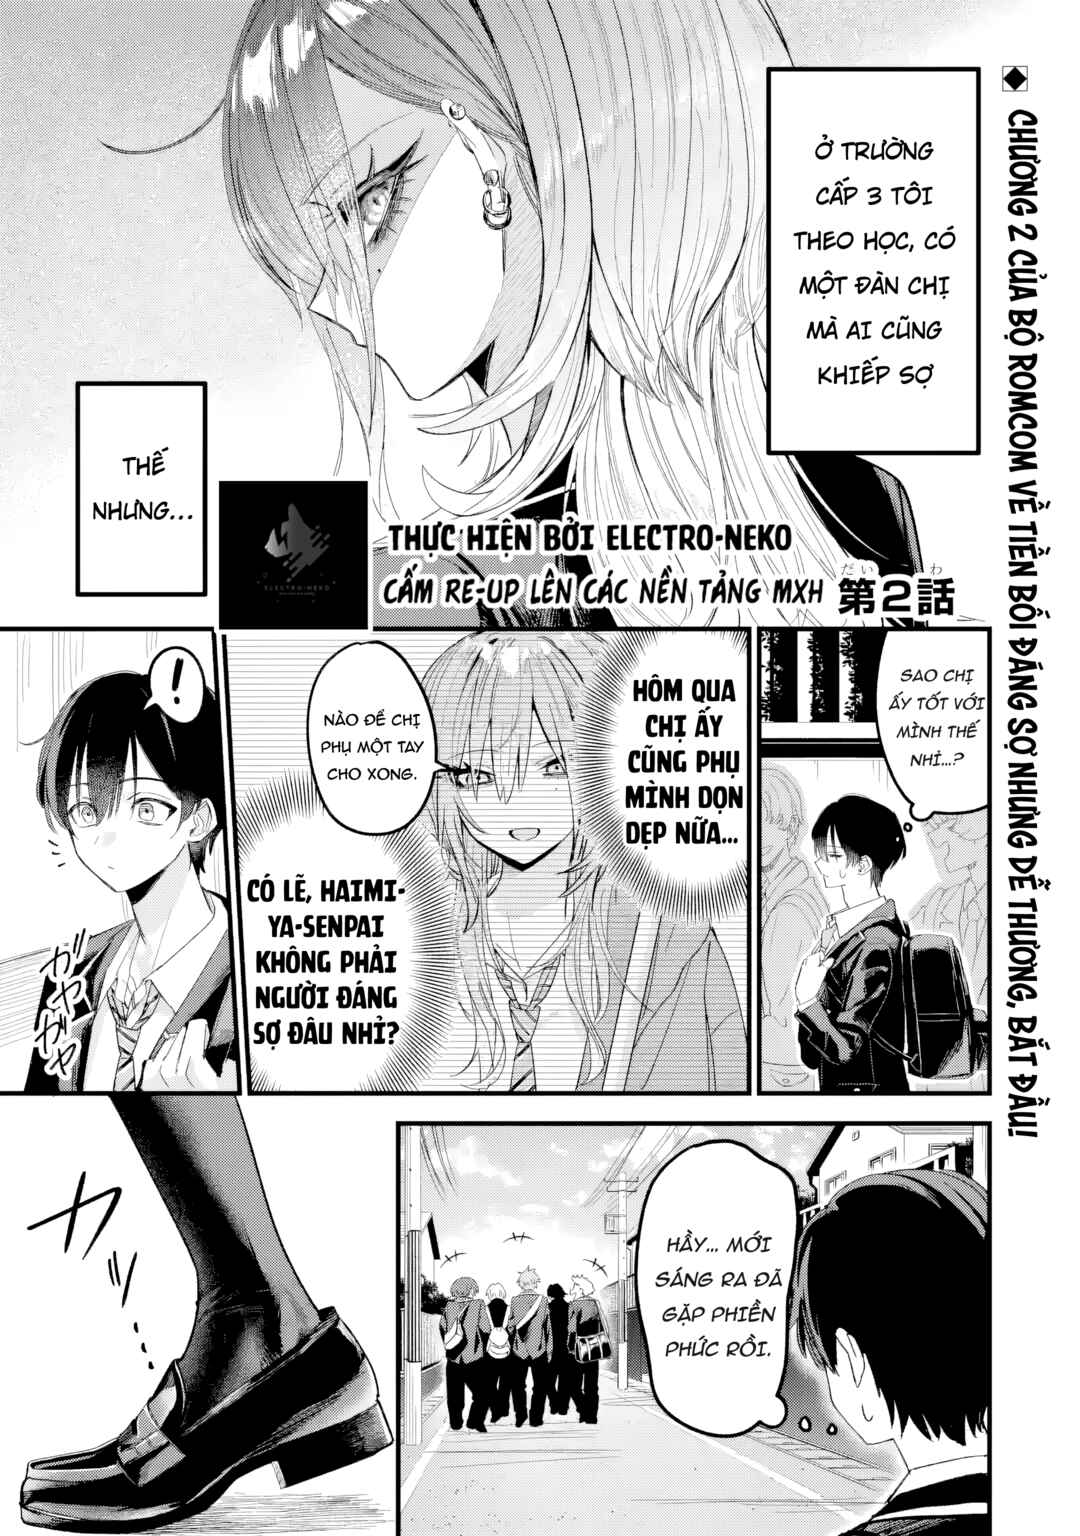 ◆ CHƯƠNG 2 CỦA BỘ ROMCOM VỀ TIỀN BỐI ĐÁNG SỢ NHƯNG DỄ THƯƠNG, BẮT ĐẦU!
Ở TRƯỜNG
CẤP 3 TÔI
THEO HỌC, CÓ
MỘT ĐÀN CHỊ
MÀ AI CŨNG
KHIẾP SỢ
THẾ
NHƯNG...
ELECTRO-NEKO
THỰC HIỆN BỞI ELECTRO-NEKO
CẤM RE-UP LÊN CÁC NỀN TẢNG MXH
だい わ
第2話
SAO CHỊ
ẤY TỐT VỚI
MÌNH THẾ
NHỈ...?
HÔM QUA
CHỊ ẤY
CŨNG PHỤ
MÌNH DỌN
DẸP NỮA...
NÀO ĐỂ CHỊ
PHỤ MỘT TAY
CHO XONG.
CÓ LẼ, HAIMI-
YA-SENPAI
KHÔNG PHẢI
NGƯỜI ĐÁNG
SỢ ĐÂU NHỈ?
!
ガヤ
ガヤ
HẦY... MỚI
SÁNG RA ĐÃ
GẶP PHIỀN
PHỨC RỒI.
カッ